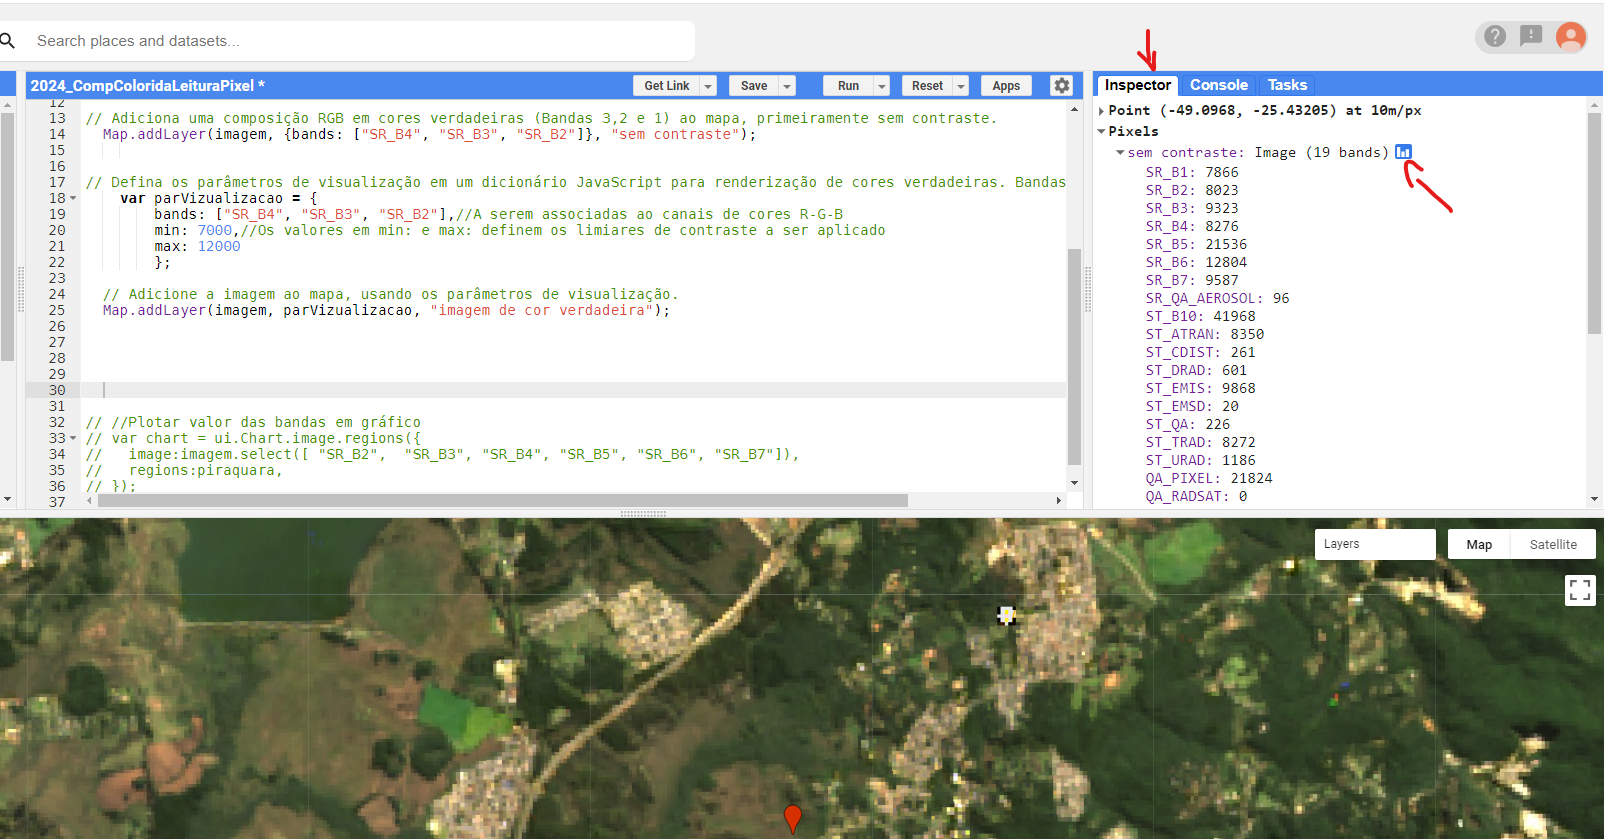 Search places and datasets...
2024_CompColoridaLeituraPixel *
Get Link
Save
Run
Reset
Apps
12
13 // Adiciona uma composição RGB em cores verdadeiras (Bandas 3,2 e 1) ao mapa, primeiramente sem contraste.
14 Map.addLayer(imagem, {bands: ["SR_B4", "SR_B3", "SR_B2"]}, "sem contraste");
15
16
17 // Defina os parâmetros de visualização em um dicionário JavaScript para renderização de cores verdadeiras. Bandas
18 var parVizualizacao = {
19 bands: ["SR_B4", "SR_B3", "SR_B2"],//A serem associadas ao canais de cores R-G-B
20 min: 7000,//Os valores em min: e max: definem os limiares de contraste a ser aplicado
21 max: 12000
22 };
23
24 // Adicione a imagem ao mapa, usando os parâmetros de visualização.
25 Map.addLayer(imagem, parVizualizacao, "imagem de cor verdadeira");
26
27
28
29
30
31
32 // //Plotar valor das bandas em gráfico
33 // var chart = ui.Chart.image.regions({
34 // image:imagem.select([ "SR_B2", "SR_B3", "SR_B4", "SR_B5", "SR_B6", "SR_B7"]),
35 // regions:piraquara,
36 // });
37
Inspector
Console
Tasks
Point (-49.0968, -25.43205) at 10m/px
Pixels
sem contraste: Image (19 bands)
SR_B1: 7866
SR_B2: 8023
SR_B3: 9323
SR_B4: 8276
SR_B5: 21536
SR_B6: 12804
SR_B7: 9587
SR_QA_AEROSOL: 96
ST_B10: 41968
ST_ATRAN: 8350
ST_CDIST: 261
ST_DRAD: 601
ST_EMIS: 9868
ST_EMSD: 20
ST_QA: 226
ST_TRAD: 8272
ST_URAD: 1186
QA_PIXEL: 21824
QA_RADSAT: 0
Layers
Map
Satellite